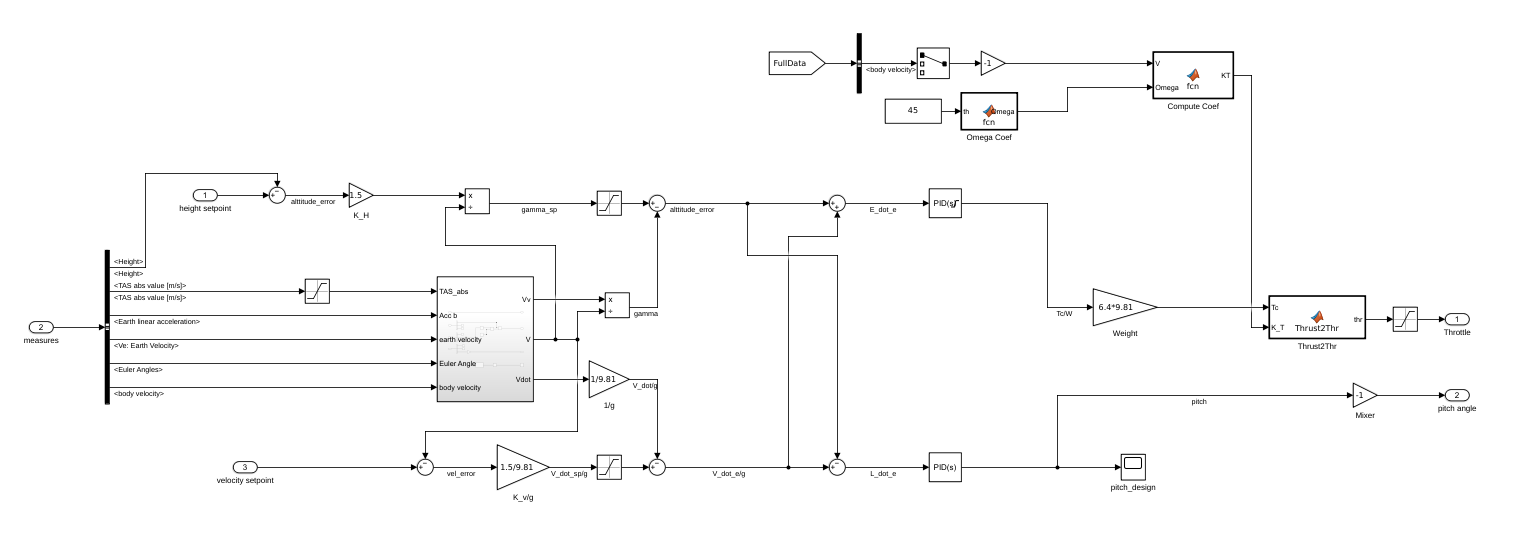 FullData
<body velocity>
-1
V
Omega
KT
fcn
Compute Coef
45
th
Omega
fcn
Omega Coef
1
height setpoint
alttitude_error
1.5
K_H
x
÷
gamma_sp
alttitude_error
E_dot_e
PID(s)
<Height>
<Height>
<TAS abs value [m/s]>
<TAS abs value [m/s]>
<Earth linear acceleration>
<Ve: Earth Velocity>
<Euler Angles>
<body velocity>
2
measures
TAS_abs
Acc b
earth velocity
Euler Angle
body velocity
Vv
V
Vdot
x
÷
gamma
1/9.81
1/g
V_dot/g
Tc/W
6.4*9.81
Weight
Tc
K_T
thr
Thrust2Thr
Thrust2Thr
1
Throttle
pitch
-1
Mixer
2
pitch angle
3
velocity setpoint
vel_error
1.5/9.81
K_v/g
V_dot_sp/g
V_dot_e/g
L_dot_e
PID(s)
pitch_design